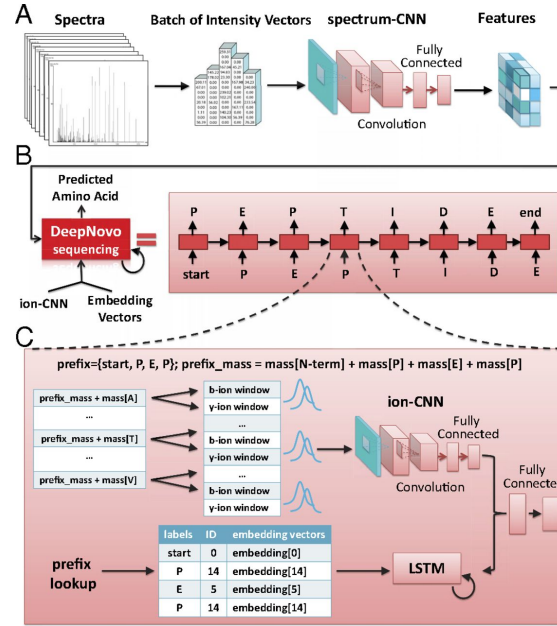 A
Spectra
Batch of Intensity Vectors
spectrum-CNN
Features
Fully
Connected
Convolution
B
Predicted
Amino Acid
DeepNovo
sequencing
ion-CNN
Embedding
Vectors
P E P T I D E end
start P E P T I D E
C
prefix={start, P, E, P}; prefix_mass = mass[N-term] + mass[P] + mass[E] + mass[P]
prefix_mass + mass[A]
...
prefix_mass + mass[T]
...
prefix_mass + mass[V]
b-ion window
y-ion window
...
b-ion window
y-ion window
...
b-ion window
y-ion window
ion-CNN
Fully
Connected
Convolution
Fully
Connecte
prefix
lookup
labels ID embedding vectors
start 0 embedding[0]
P 14 embedding[14]
E 5 embedding[5]
P 14 embedding[14]
LSTM